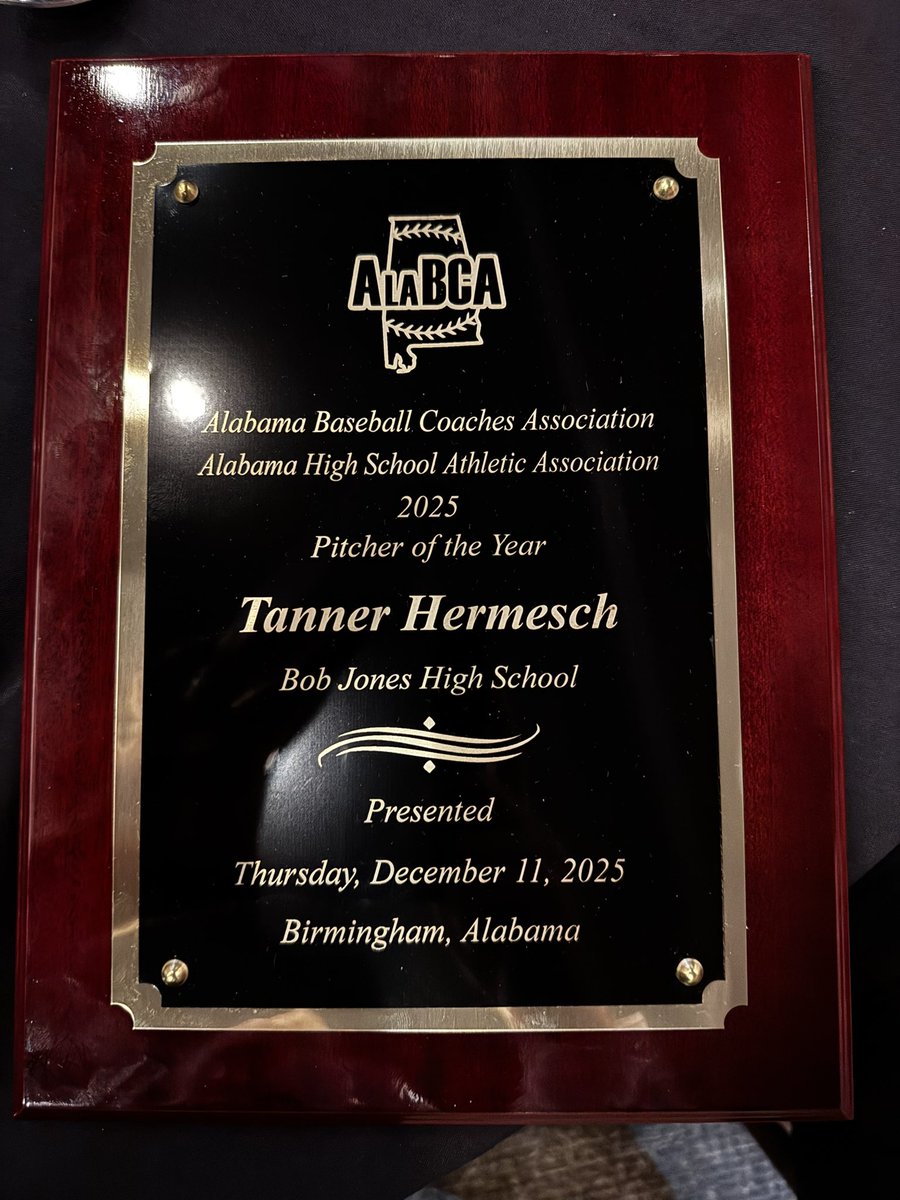 ALABCA
Alabama Baseball Coaches Association
Alabama High School Athletic Association
2025
Pitcher of the Year
Tanner Hermesch
Bob Jones High School
Presented
Thursday, December 11, 2025
Birmingham, Alabama